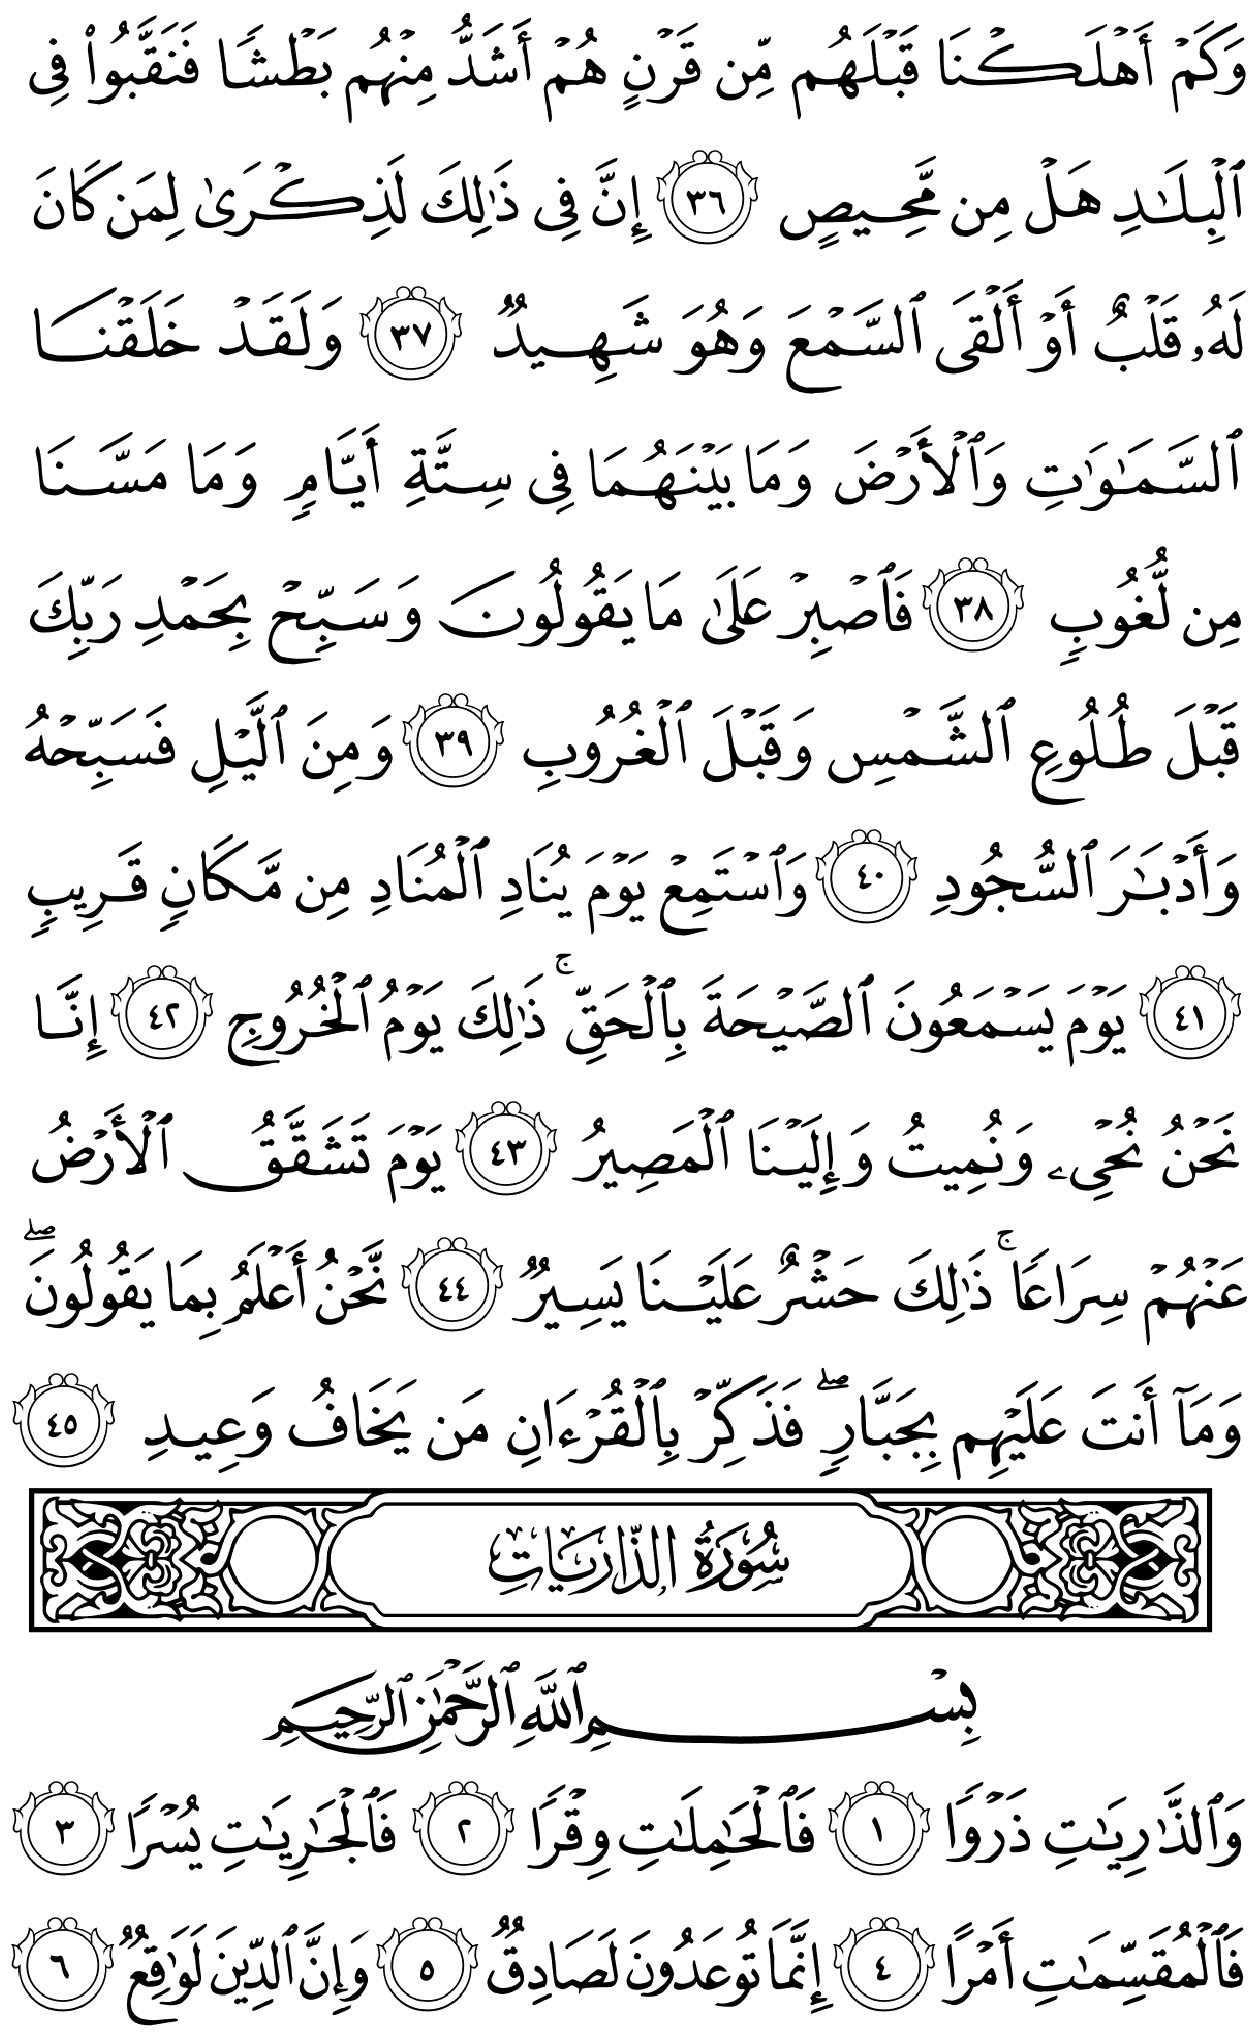 وَكَمۡ أَهۡلَكۡنَا قَبۡلَهُم مِّن قَرۡنٍ هُمۡ أَشَدُّ مِنۡهُم بَطۡشٗا فَنَقَّبُواْ فِي
ٱلۡبِلَٰدِ هَلۡ مِن مَّحِيصٍ ٣٦ إِنَّ فِي ذَٰلِكَ لَذِكۡرَىٰ لِمَن كَانَ
لَهُۥ قَلۡبٌ أَوۡ أَلۡقَى ٱلسَّمۡعَ وَهُوَ شَهِيدٞ ٣٧ وَلَقَدۡ خَلَقۡنَا
ٱلسَّمَٰوَٰتِ وَٱلۡأَرۡضَ وَمَا بَيۡنَهُمَا فِي سِتَّةِ أَيَّامٖ وَمَا مَسَّنَا
مِن لُّغُوبٖ ٣٨ فَٱصۡبِرۡ عَلَىٰ مَا يَقُولُونَ وَسَبِّحۡ بِحَمۡدِ رَبِّكَ
قَبۡلَ طُلُوعِ ٱلشَّمۡسِ وَقَبۡلَ ٱلۡغُرُوبِ ٣٩ وَمِنَ ٱلَّيۡلِ فَسَبِّحۡهُ
وَأَدۡبَٰرَ ٱلسُّجُودِ ٤٠ وَٱسۡتَمِعۡ يَوۡمَ يُنَادِ ٱلۡمُنَادِ مِن مَّكَانٖ قَرِيبٖ
٤١ يَوۡمَ يَسۡمَعُونَ ٱلصَّيۡحَةَ بِٱلۡحَقِّۚ ذَٰلِكَ يَوۡمُ ٱلۡخُرُوجِ ٤٢ إِنَّا
نَحۡنُ نُحۡيِۦ وَنُمِيتُ وَإِلَيۡنَا ٱلۡمَصِيرُ ٤٣ يَوۡمَ تَشَقَّقُ ٱلۡأَرۡضُ
عَنۡهُمۡ سِرَاعٗاۚ ذَٰلِكَ حَشۡرٌ عَلَيۡنَا يَسِيرٞ ٤٤ نَّحۡنُ أَعۡلَمُ بِمَا يَقُولُونَۖ
وَمَآ أَنتَ عَلَيۡهِم بِجَبَّارٖۖ فَذَكِّرۡ بِٱلۡقُرۡءَانِ مَن يَخَافُ وَعِيدِ ٤٥
سُورَةُ الذَّارِيَاتِ
بِسۡمِ ٱللَّهِ ٱلرَّحۡمَٰنِ ٱلرَّحِيمِ
وَٱلذَّٰرِيَٰتِ ذَرۡوٗا ١ فَٱلۡحَٰمِلَٰتِ وِقۡرٗا ٢ فَٱلۡجَٰرِيَٰتِ يُسۡرٗا ٣
فَٱلۡمُقَسِّمَٰتِ أَمۡرًا ٤ إِنَّمَا تُوعَدُونَ لَصَادِقٞ ٥ وَإِنَّ ٱلدِّينَ لَوَٰقِعٞ ٦